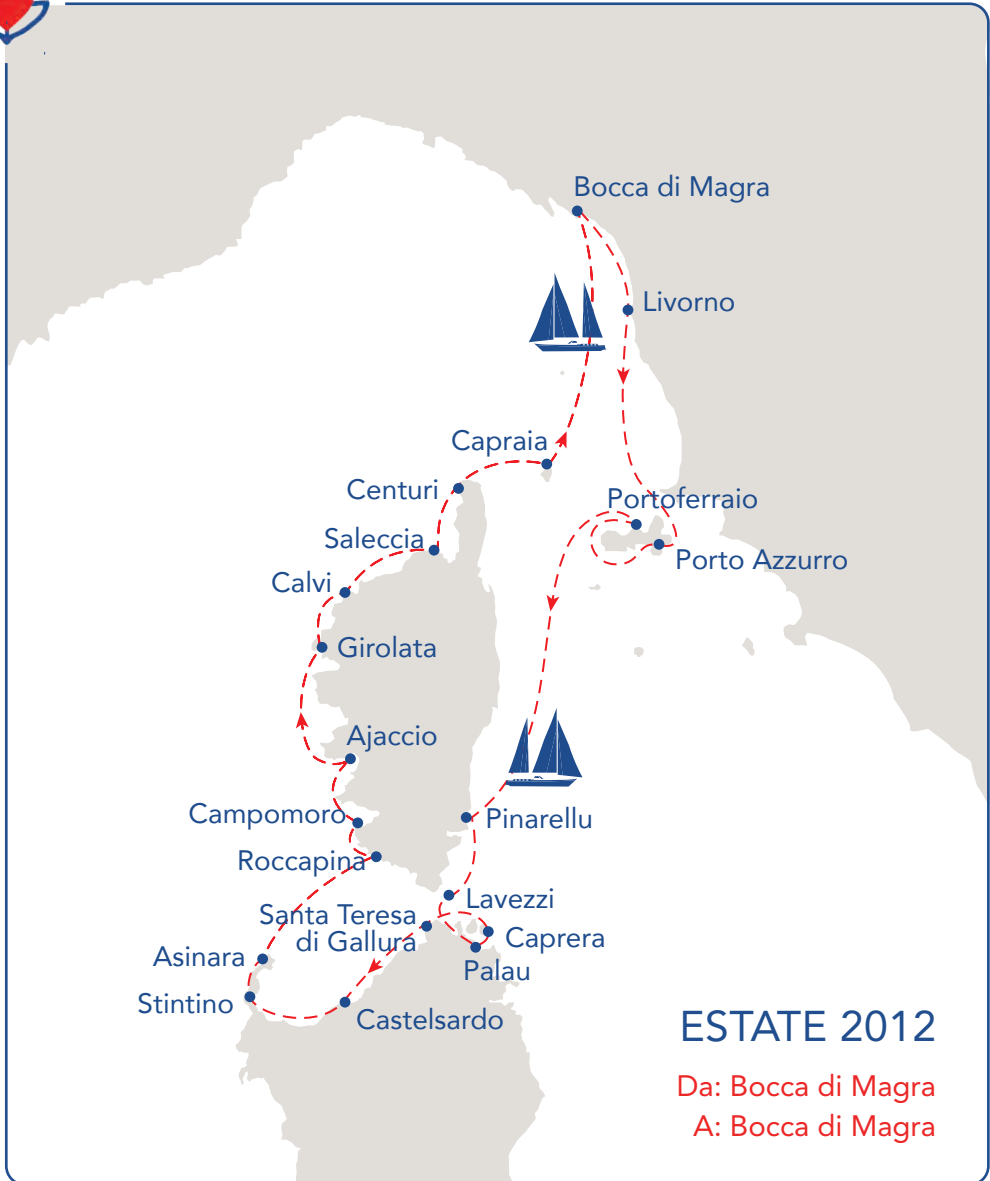 Bocca di Magra
Livorno
Capraia
Centuri
Portoferraio
Saleccia
Porto Azzurro
Calvi
Girolata
Ajaccio
Campomoro
Pinarellu
Roccapina
Lavezzi
Santa Teresa
di Gallura
Caprera
Asinara
Palau
Stintino
Castelsardo
ESTATE 2012
Da: Bocca di Magra
A: Bocca di Magra